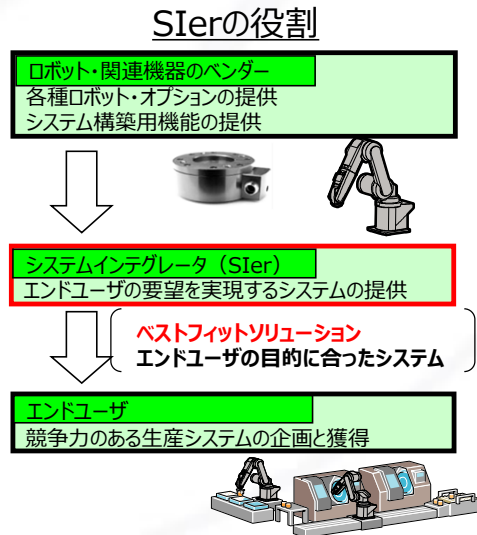 SIerの役割
ロボット・関連機器のベンダー
各種ロボット・オプションの提供
システム構築用機能の提供
システムインテグレータ（SIer）
エンドユーザの要望を実現するシステムの提供
ベストフィットソリューション
エンドユーザの目的に合ったシステム
エンドユーザ
競争力のある生産システムの企画と獲得